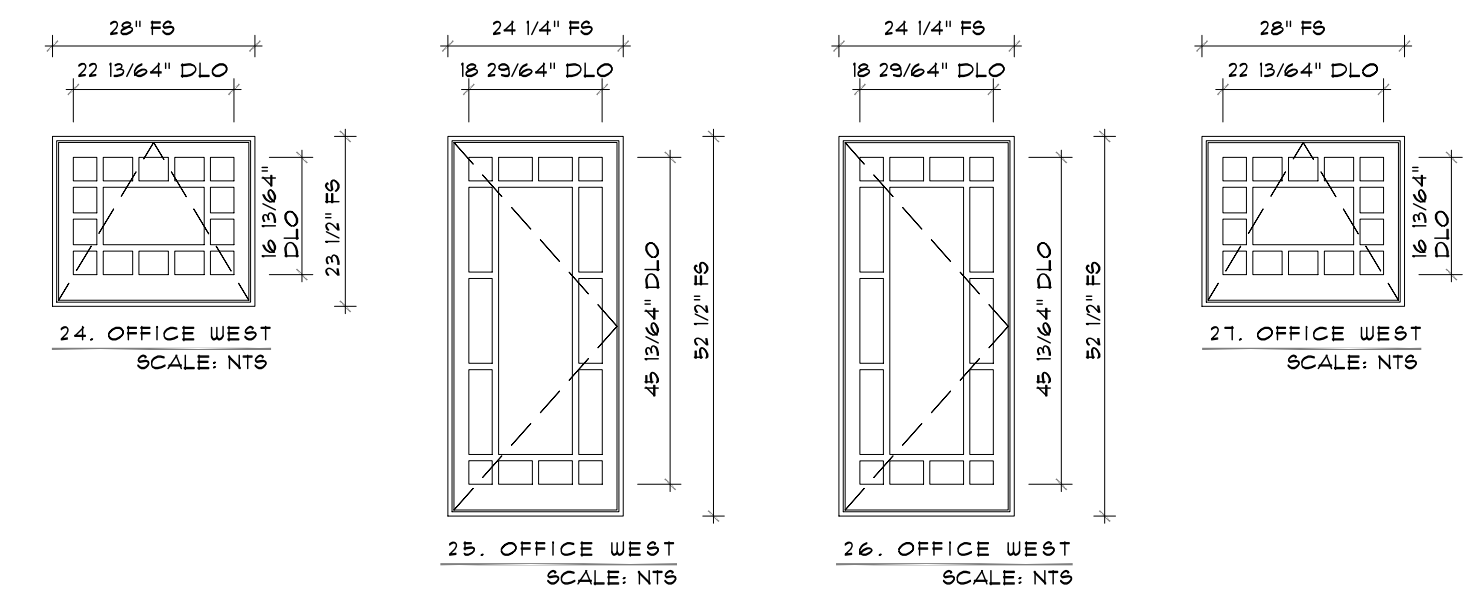 28" FS
22 13/64" DLO
16 13/64"
DLO
23 1/2" FS
24. OFFICE WEST
SCALE: NTS
24 1/4" FS
18 29/64" DLO
45 13/64" DLO
52 1/2" FS
25. OFFICE WEST
SCALE: NTS
24 1/4" FS
18 29/64" DLO
45 13/64" DLO
52 1/2" FS
26. OFFICE WEST
SCALE: NTS
28" FS
22 13/64" DLO
16 13/64"
DLO
27. OFFICE WEST
SCALE: NTS